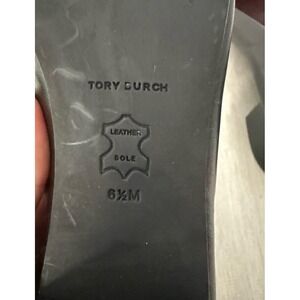 TORY BURCH
LEATHER
SOLE
6½M